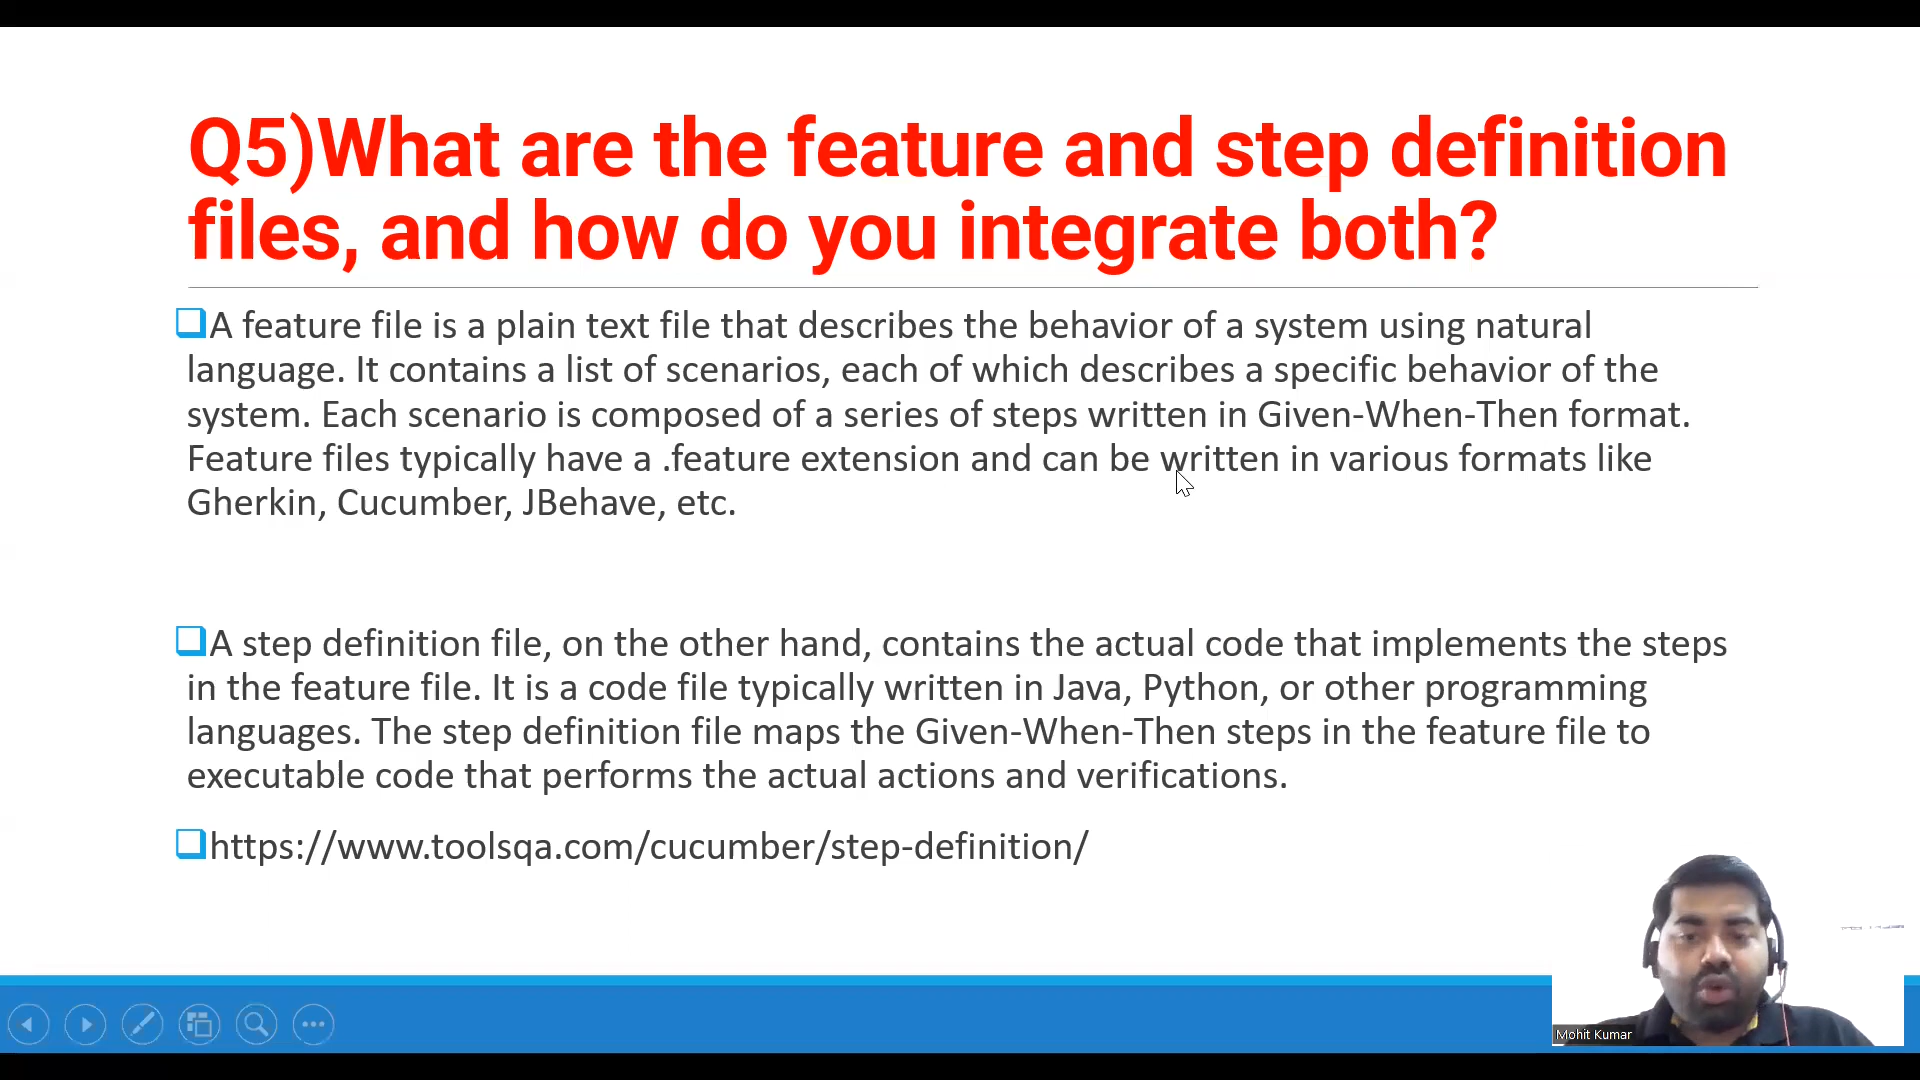 Q5)What are the feature and step definition
files, and how do you integrate both?
A feature file is a plain text file that describes the behavior of a system using natural
language. It contains a list of scenarios, each of which describes a specific behavior of the
system. Each scenario is composed of a series of steps written in Given-When-Then format.
Feature files typically have a .feature extension and can be written in various formats like
Gherkin, Cucumber, JBehave, etc.
A step definition file, on the other hand, contains the actual code that implements the steps
in the feature file. It is a code file typically written in Java, Python, or other programming
languages. The step definition file maps the Given-When-Then steps in the feature file to
executable code that performs the actual actions and verifications.
https://www.toolsqa.com/cucumber/step-definition/
Mohit Kumar